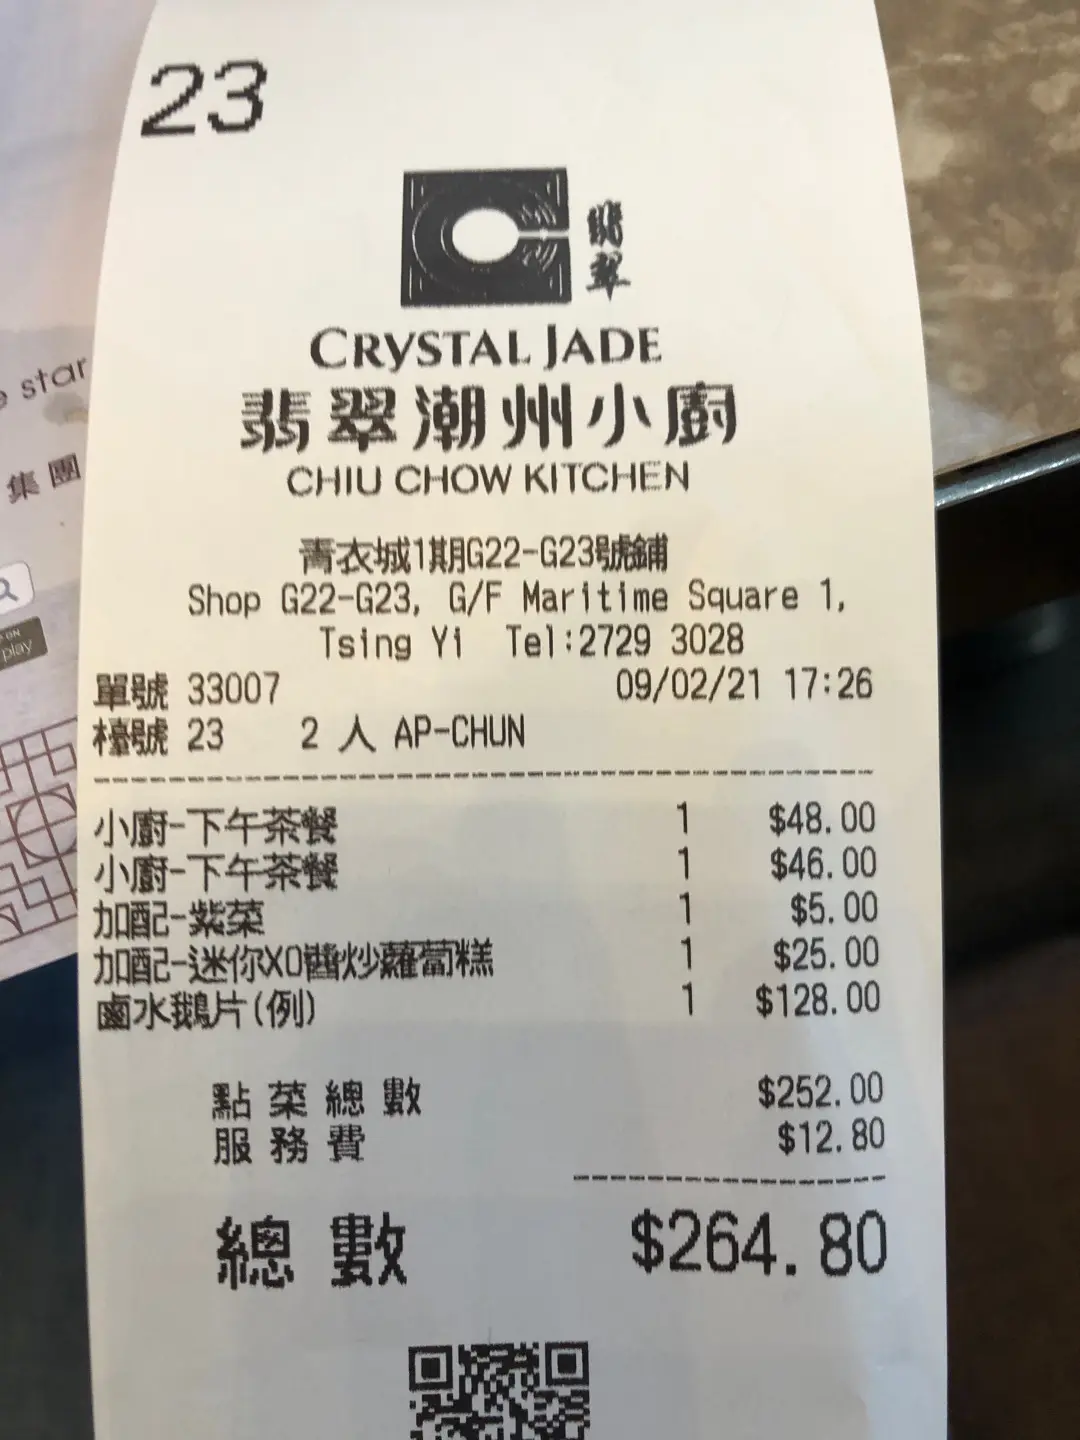 23
翡翠
CRYSTAL JADE
翡翠潮州小廚
CHIU CHOW KITCHEN
青衣城1期G22-G23號鋪
Shop G22-G23, G/F Maritime Square 1,
Tsing Yi Tel:2729 3028
單號 33007 09/02/21 17:26
檯號 23 2 人 AP-CHUN
小廚-下午茶餐 1 $48.00
小廚-下午茶餐 1 $46.00
加配-紫菜 1 $5.00
加配-迷你XO醬炒蘿蔔糕 1 $25.00
鹵水鵝片(例) 1 $128.00
點菜總數 $252.00
服務費 $12.80
總數 $264.80
star
集團
play